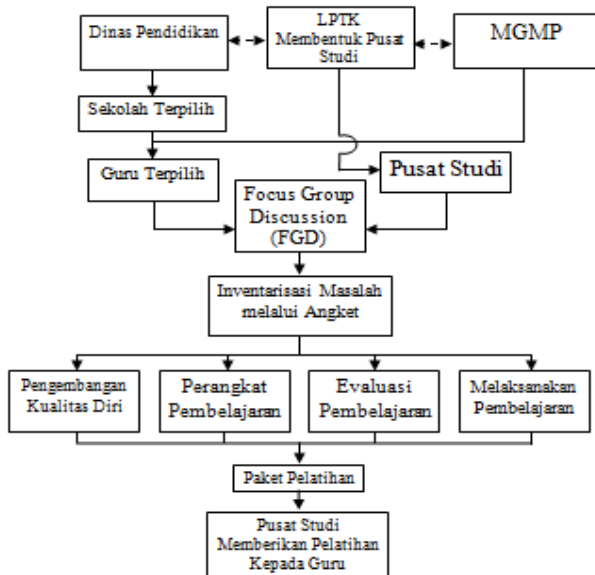 Dinas Pendidikan
LPTK
Membentuk Pusat
Studi
MGMP
Sekolah Terpilih
Guru Terpilih
Pusat Studi
Focus Group
Discussion
(FGD)
Inventarisasi Masalah
melalui Angket
Pengembangan
Kualitas Diri
Perangkat
Pembelajaran
Evaluasi
Pembelajaran
Melaksanakan
Pembelajaran
Paket Pelatihan
Pusat Studi
Memberikan Pelatihan
Kepada Guru